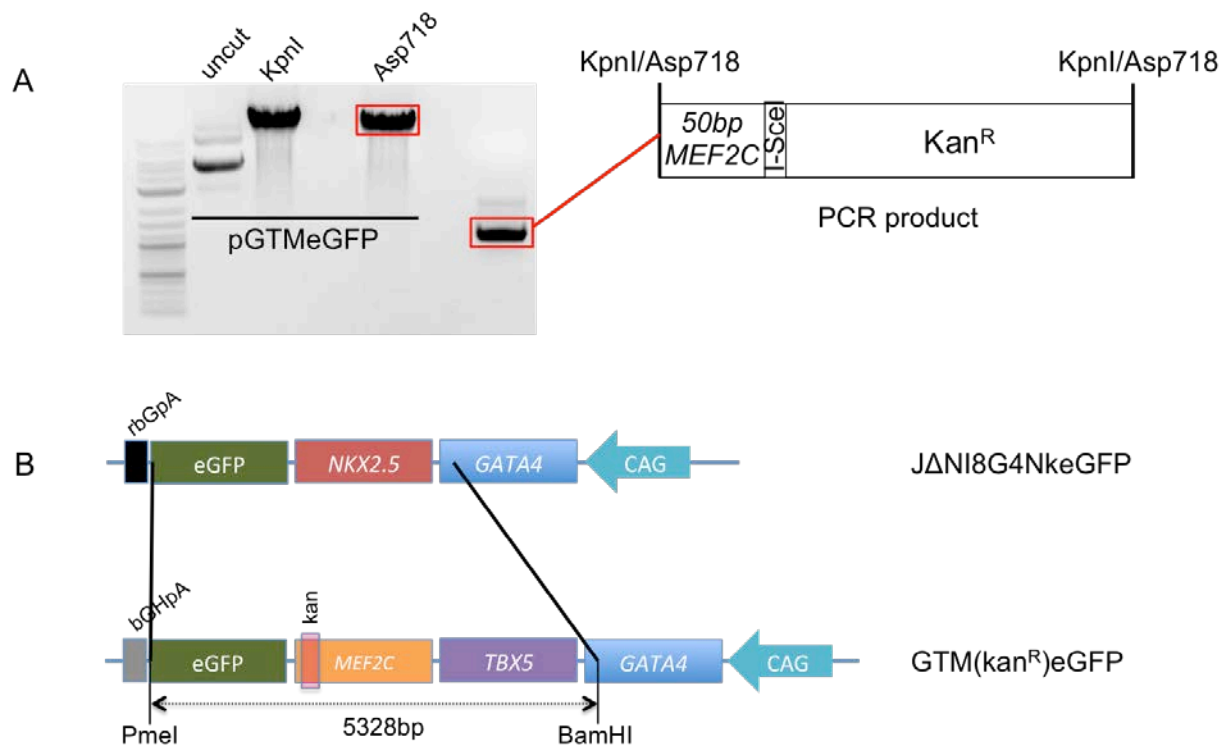 A
uncut
KpnI
Asp718
pGTMeGFP
KpnI/Asp718
KpnI/Asp718
50bp
MEF2C
I-SceI
Kan^R
PCR product
B
rbGpA
eGFP
NKX2.5
GATA4
CAG
JΔNI8G4NkeGFP
bGHpA
kan
eGFP
MEF2C
TBX5
GATA4
CAG
GTM(kan^R)eGFP
5328bp
PmeI
BamHI